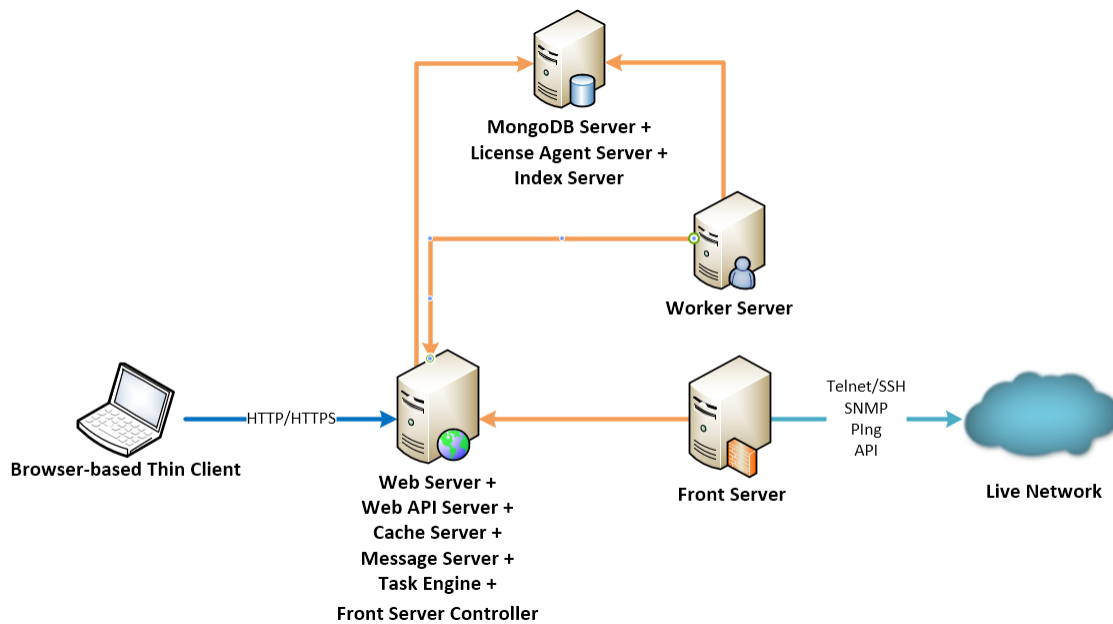 MongoDB Server +
License Agent Server +
Index Server
Worker Server
Browser-based Thin Client
HTTP/HTTPS
Web Server +
Web API Server +
Cache Server +
Message Server +
Task Engine +
Front Server Controller
Front Server
Telnet/SSH
SNMP
PIng
API
Live Network